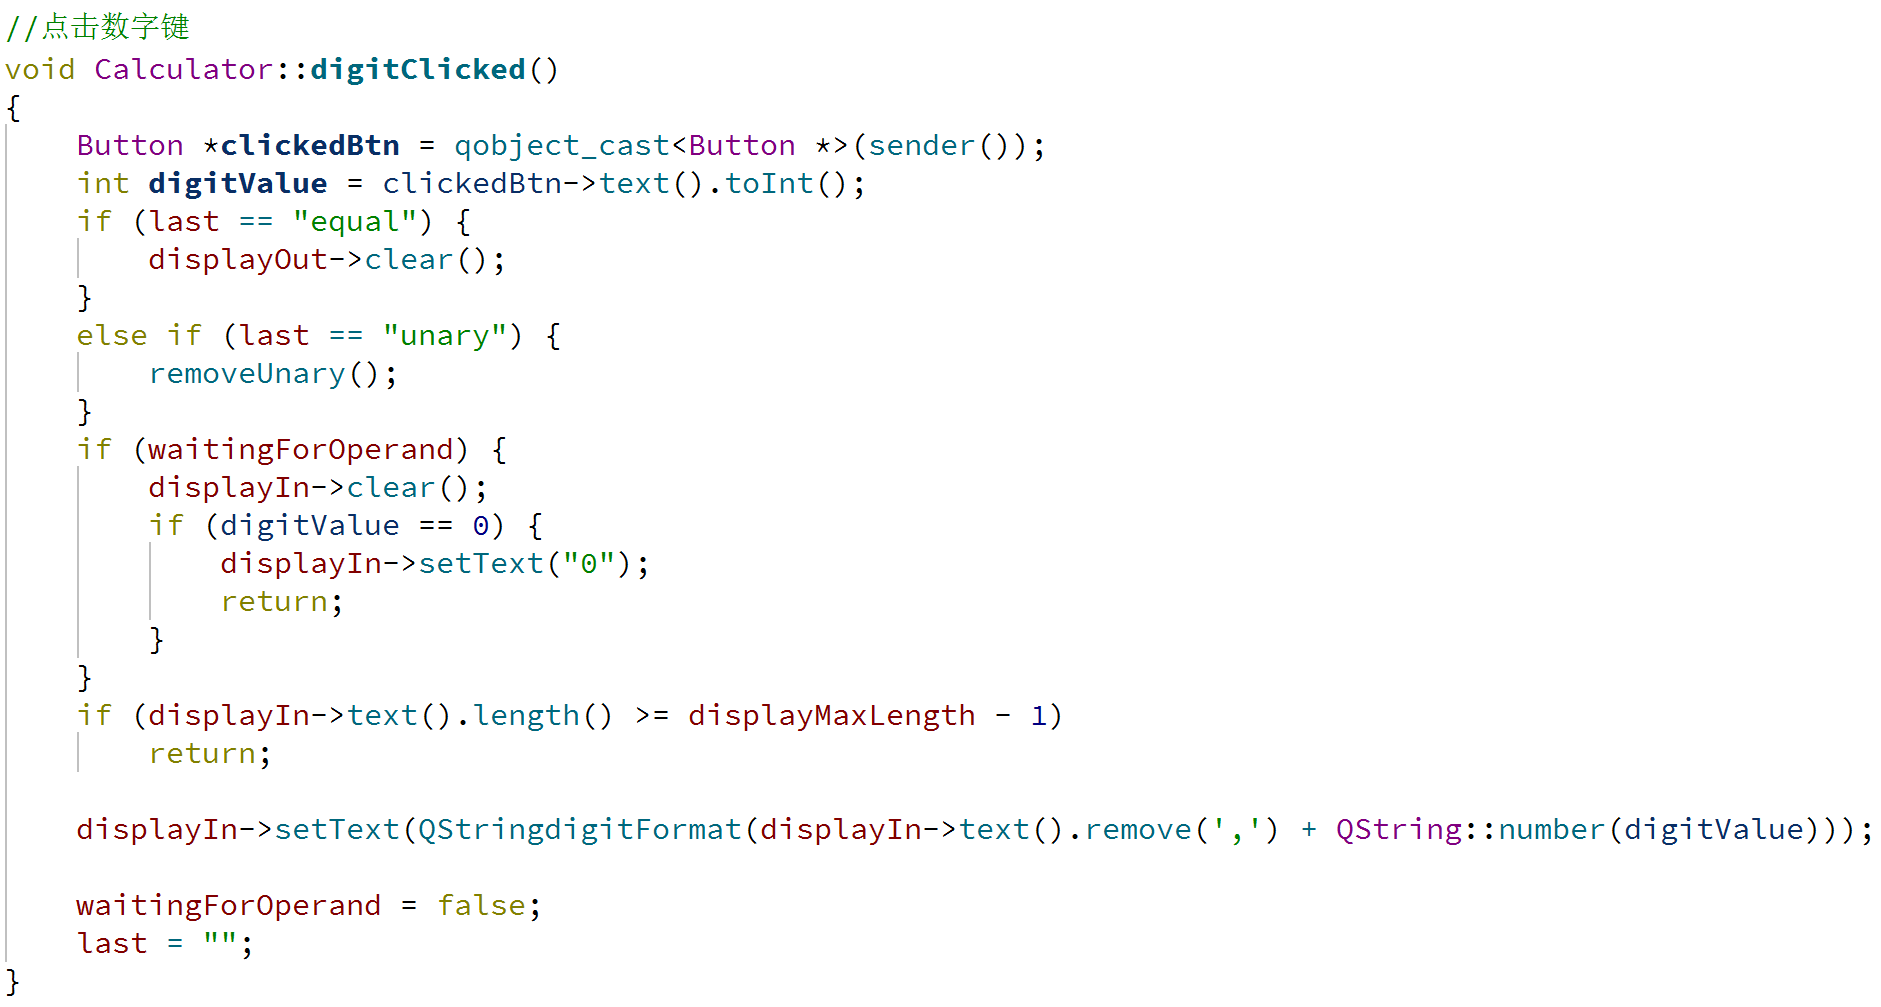 //点击数字键
void Calculator::digitClicked()
{
    Button *clickedBtn = qobject_cast<Button *>(sender());
    int digitValue = clickedBtn->text().toInt();
    if (last == "equal") {
        displayOut->clear();
    }
    else if (last == "unary") {
        removeUnary();
    }
    if (waitingForOperand) {
        displayIn->clear();
        if (digitValue == 0) {
            displayIn->setText("0");
            return;
        }
    }
    if (displayIn->text().length() >= displayMaxLength - 1)
        return;

    displayIn->setText(QStringdigitFormat(displayIn->text().remove(',') + QString::number(digitValue)));

    waitingForOperand = false;
    last = "";
}